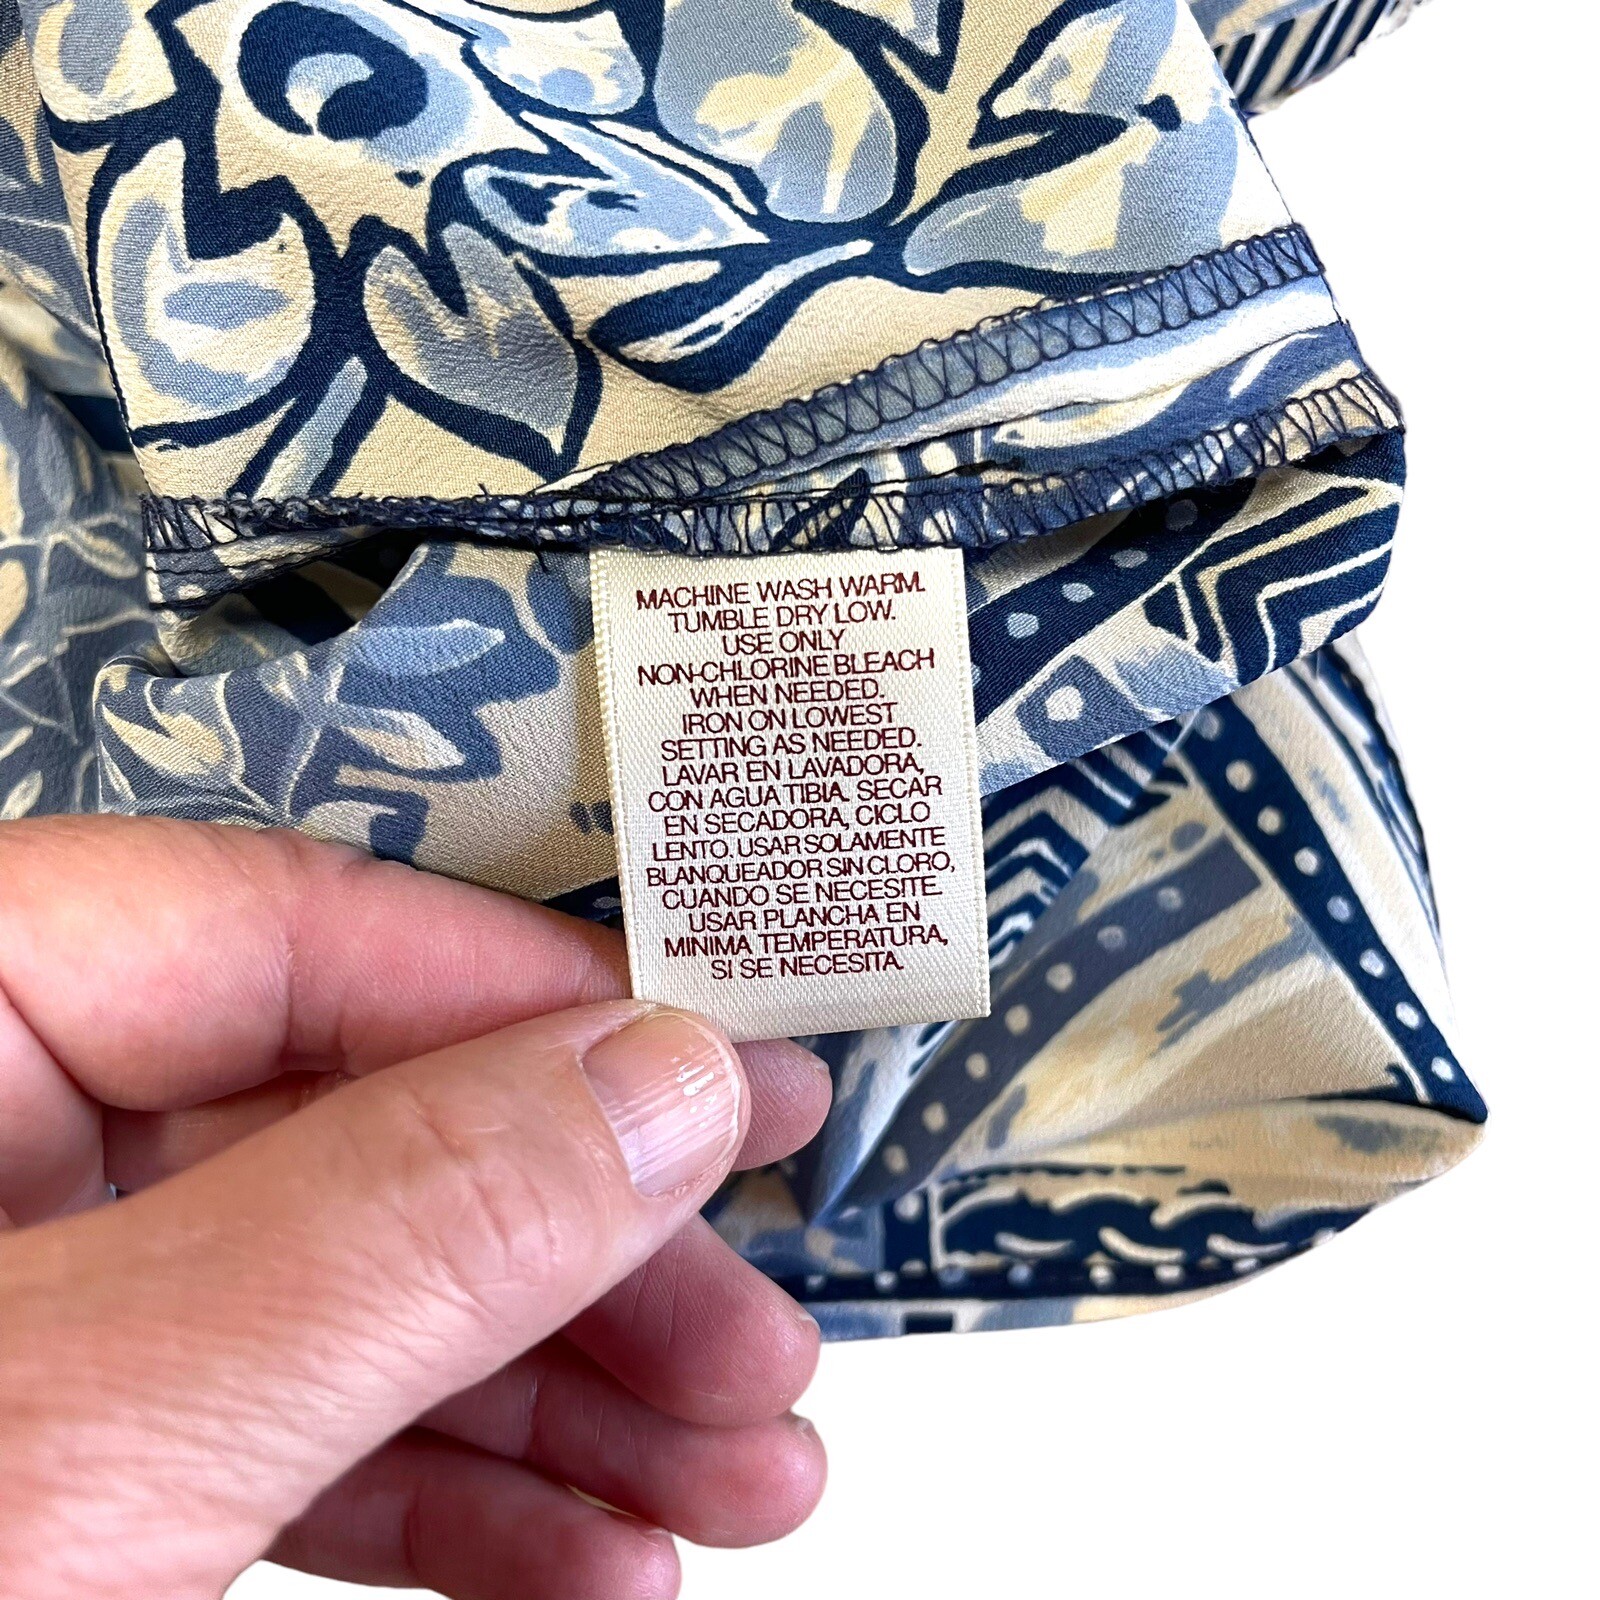 MACHINE WASH WARM.
TUMBLE DRY LOW.
USE ONLY
NON-CHLORINE BLEACH
WHEN NEEDED.
IRON ON LOWEST
SETTING AS NEEDED.
LAVAR EN LAVADORA,
CON AGUA TIBIA. SECAR
EN SECADORA, CICLO
LENTO. USAR SOLAMENTE
BLANQUEADOR SIN CLORO,
CUANDO SE NECESITE.
USAR PLANCHA EN
MINIMA TEMPERATURA,
SI SE NECESITA.